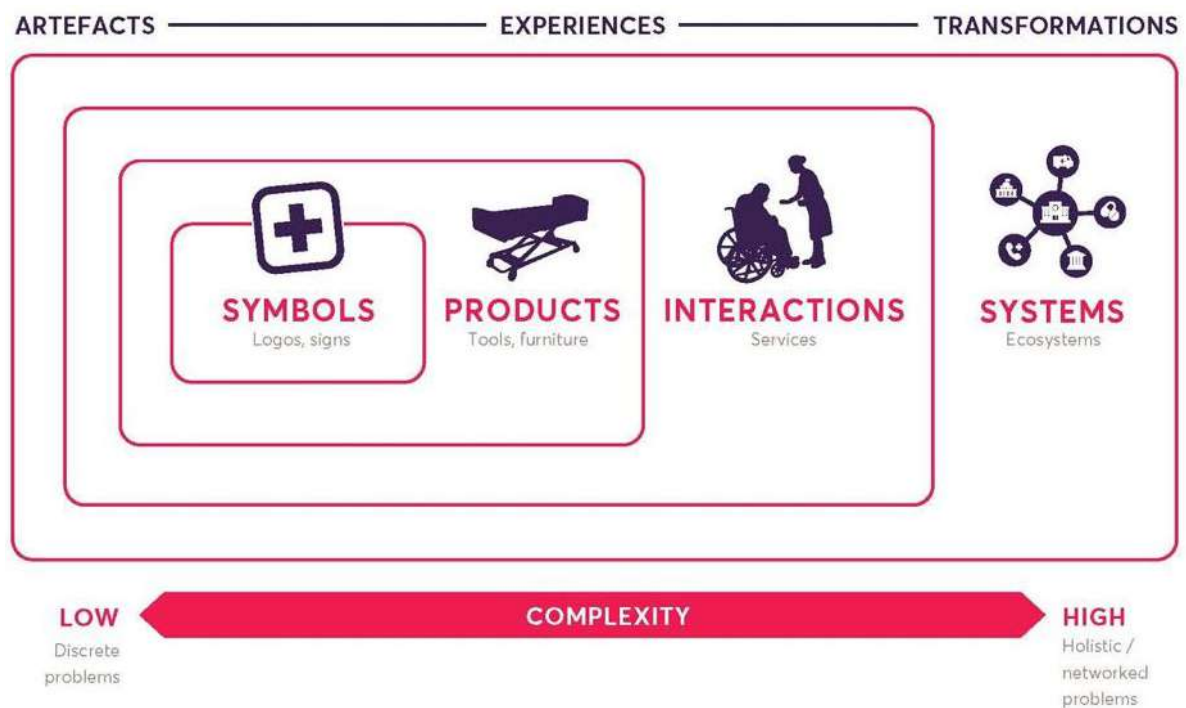 ARTEFACTS EXPERIENCES TRANSFORMATIONS
SYMBOLS
Logos, signs
PRODUCTS
Tools, furniture
INTERACTIONS
Services
SYSTEMS
Ecosystems
LOW
Discrete
problems
COMPLEXITY
HIGH
Holistic /
networked
problems